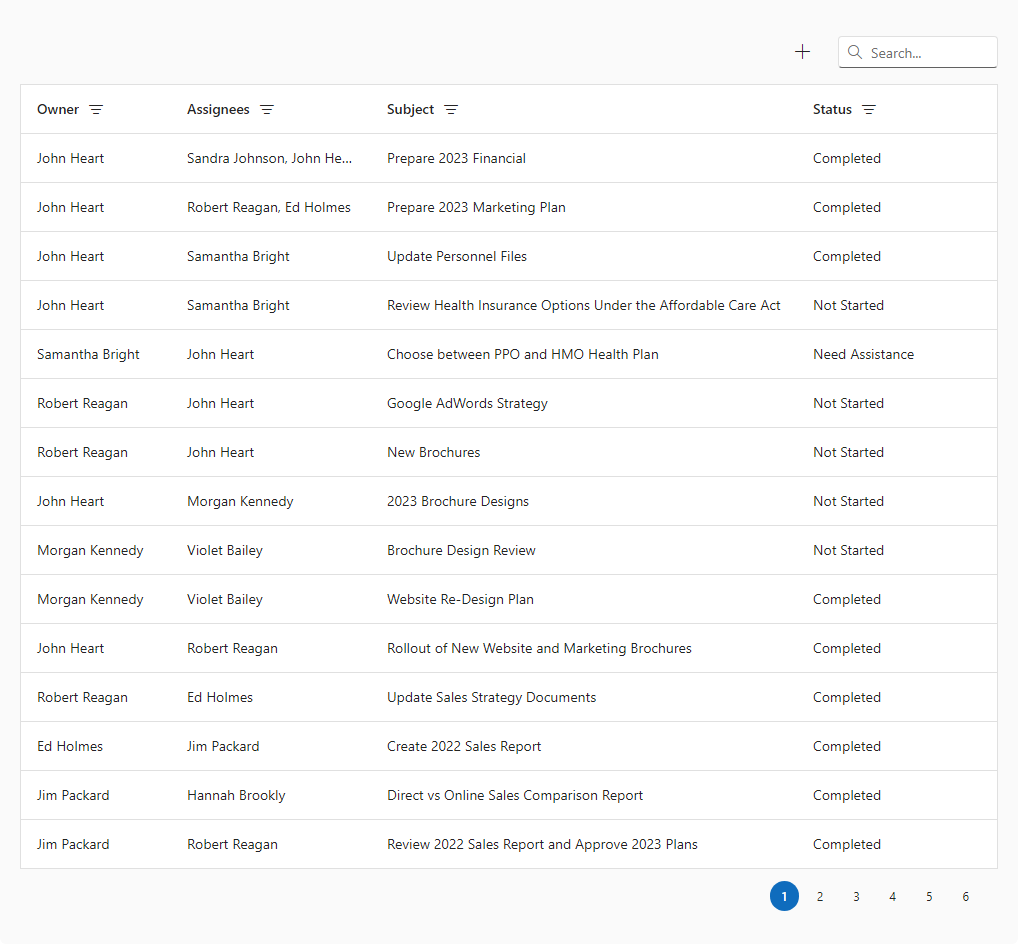 Search...
Owner Assignees Subject Status
John Heart Sandra Johnson, John He... Prepare 2023 Financial Completed
John Heart Robert Reagan, Ed Holmes Prepare 2023 Marketing Plan Completed
John Heart Samantha Bright Update Personnel Files Completed
John Heart Samantha Bright Review Health Insurance Options Under the Affordable Care Act Not Started
Samantha Bright John Heart Choose between PPO and HMO Health Plan Need Assistance
Robert Reagan John Heart Google AdWords Strategy Not Started
Robert Reagan John Heart New Brochures Not Started
John Heart Morgan Kennedy 2023 Brochure Designs Not Started
Morgan Kennedy Violet Bailey Brochure Design Review Not Started
Morgan Kennedy Violet Bailey Website Re-Design Plan Completed
John Heart Robert Reagan Rollout of New Website and Marketing Brochures Completed
Robert Reagan Ed Holmes Update Sales Strategy Documents Completed
Ed Holmes Jim Packard Create 2022 Sales Report Completed
Jim Packard Hannah Brookly Direct vs Online Sales Comparison Report Completed
Jim Packard Robert Reagan Review 2022 Sales Report and Approve 2023 Plans Completed
1 2 3 4 5 6